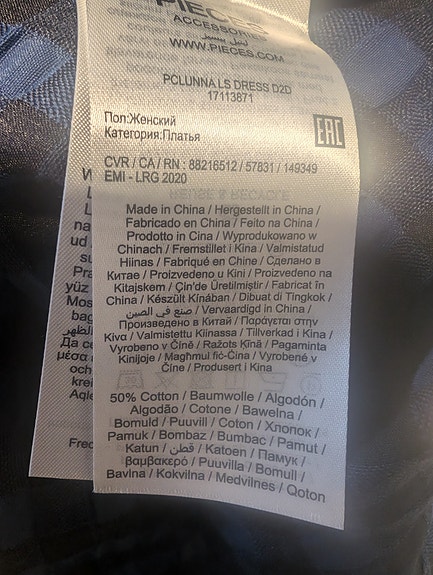 PIECES
ACCESSORIES
لبيل بيسيز
WWW.PIECES.COM
PCLUNNA LS DRESS D2D
17113871
Пол:Женский
Категория:Платья
EAC
CVR / CA / RN : 88216512 / 57831 / 149349
EMI - LRG 2020
Made in China / Hergestellt in China /
Fabricado en China / Feito na China /
Prodotto in Cina / Wyprodukowano w
Chinach / Fremstillet i Kina / Valmistatud
Hiinas / Fabriqué en Chine / Сделано в
Китае / Proizvedeno u Kini / Proizvedeno na
Kitajskem / Çin'de Üretilmiştir / Fabricat în
China / Készült Kínában / Dibuat di Tingkok /
صنع في الصين / Vervaardigd in China /
Произведено в Китай / Παράγεται στην
Κίνα / Valmistettu Kiinassa / Tillverkad i Kina /
Vyrobeno v Číně / Ražots Ķīnā / Pagaminta
Kinijoje / Magħmul fiċ-Ċina / Vyrobené v
Číne / Produsert i Kina
50% Cotton / Baumwolle / Algodón /
Algodão / Cotone / Bawełna /
Bomuld / Puuvill / Coton / Хлопок /
Pamuk / Bombaž / Bumbac / Pamut /
Katun / قطن / Katoen / Памук /
βαμβακερό / Puuvilla / Bomull /
Bavlna / Kokvilna / Medvilnės / Qoton